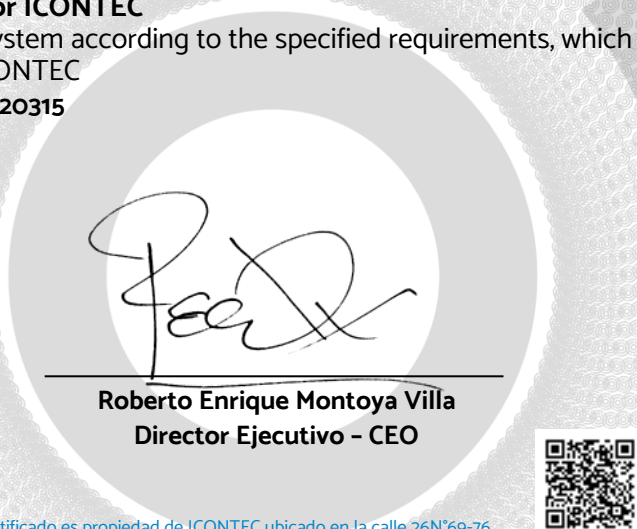 or ICONTEC
ystem according to the specified requirements, which
ONTEC
20315
Roberto Enrique Montoya Villa
Director Ejecutivo – CEO
tificado es propiedad de ICONTEC ubicado en la calle 26N°69-76